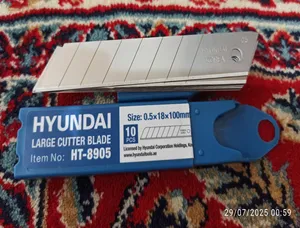 HYUNDAI
LARGE CUTTER BLADE
Item No: HT-8905
Size: 0.5×18×100mm
10
PCS
Licensed by Hyundai Corporation Holdings, Kor
www.hyundaitools.ae
29/07/2025 00:59